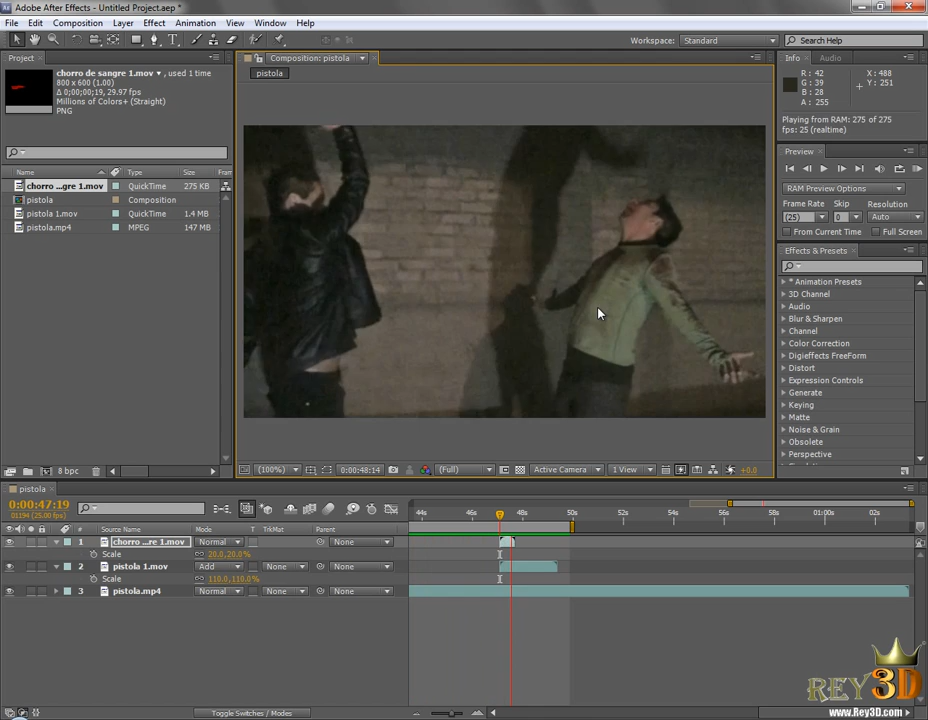 Adobe After Effects - Untitled Project.aep *
File Edit Composition Layer Effect Animation View Window Help
Workspace: Standard Search Help
Project
chorro de sangre 1.mov ▼, used 1 time
800 x 600 (1.00)
Δ 0;00;00;19, 29.97 fps
Millions of Colors+ (Straight)
PNG
Name Type Size Fram
chorro ...gre 1.mov QuickTime 275 KB
pistola Composition
pistola 1.mov QuickTime 1.4 MB
pistola.mp4 MPEG 147 MB
8 bpc
Composition: pistola
pistola
(100%) 0:00:48:14 (Full) Active Camera 1 View +0.0
Info Audio
R : 42
G : 39
B : 28
A : 255
X : 488
Y : 251
Playing from RAM: 275 of 275
fps: 25 (realtime)
Preview
RAM Preview Options
Frame Rate Skip Resolution
(25) 0 Auto
From Current Time Full Screen
Effects & Presets
* Animation Presets
3D Channel
Audio
Blur & Sharpen
Channel
Color Correction
Digieffects FreeForm
Distort
Expression Controls
Generate
Keying
Matte
Noise & Grain
Obsolete
Perspective
pistola
0:00:47:19
01194 (25.00 fps)
44s 46s 48s 50s 52s 54s 56s 58s 01:00s 02s
# Source Name Mode T TrkMat Parent
1 chorro ...re 1.mov Normal None
Scale 20.0,20.0%
2 pistola 1.mov Add None None
Scale 110.0,110.0%
3 pistola.mp4 Normal None None
Toggle Switches / Modes
REY3D
www.Rey3D.com